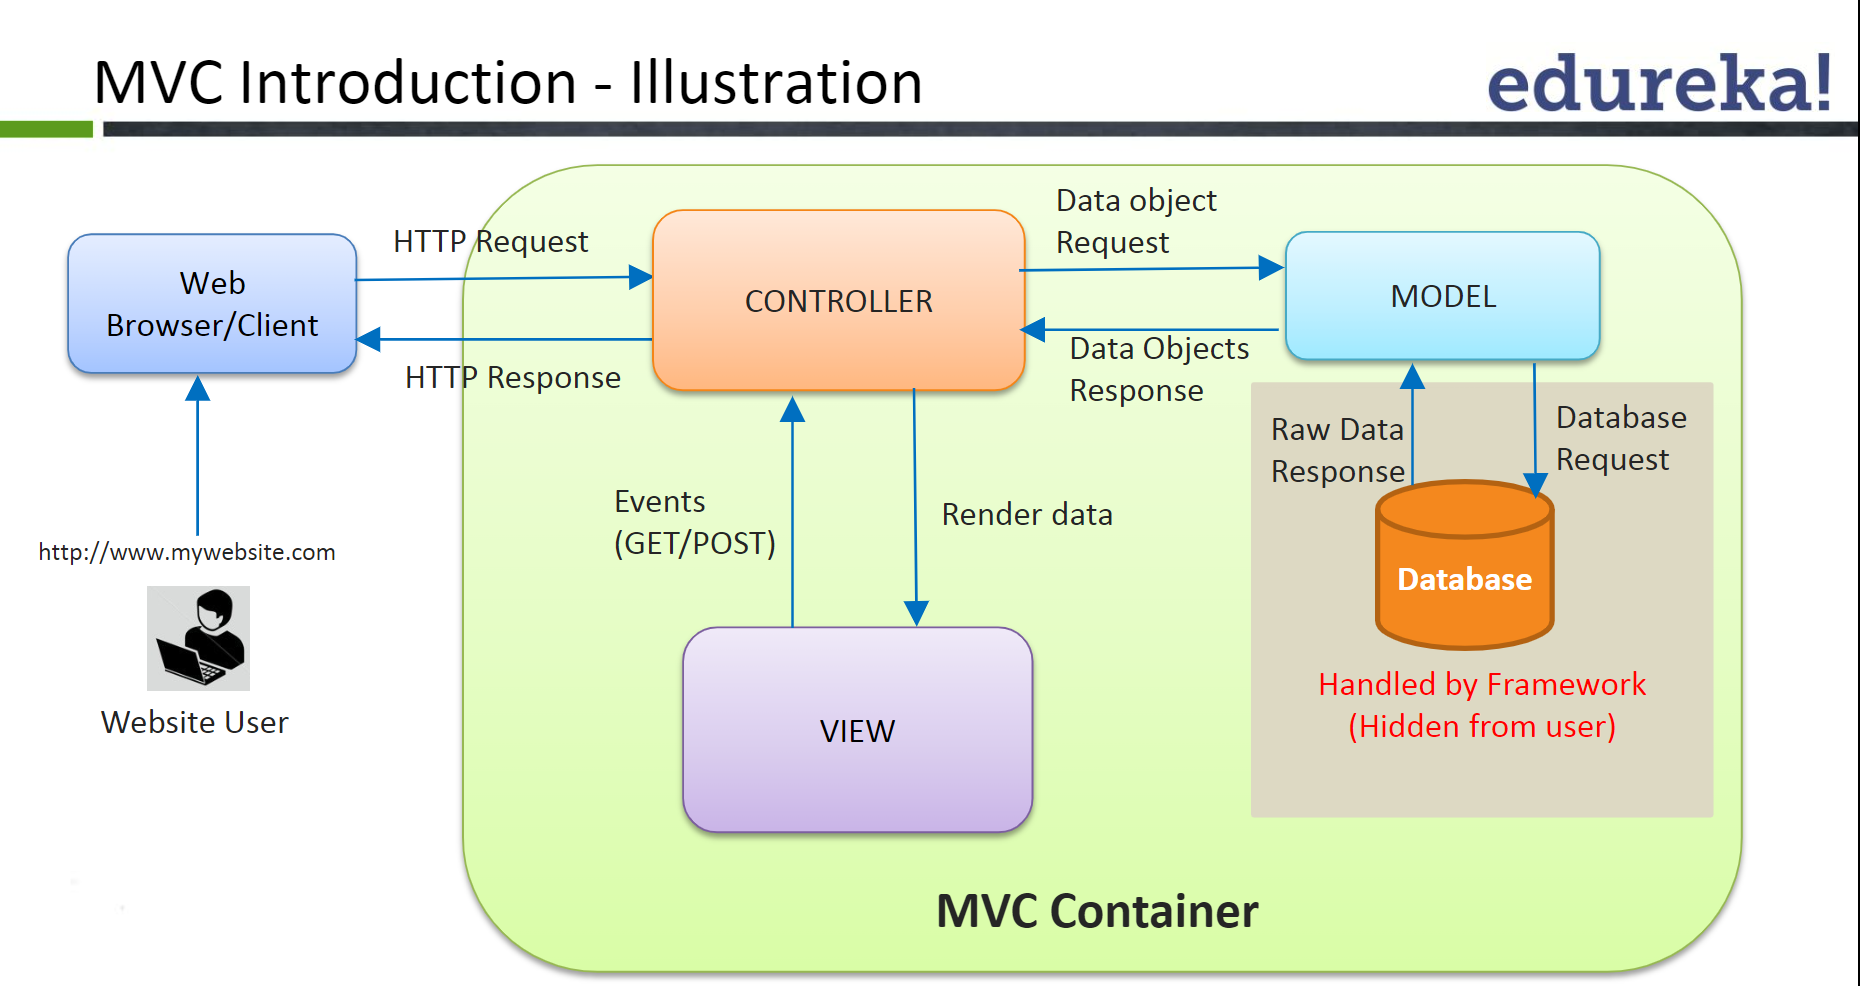 MVC Introduction - Illustration
edureka!
HTTP Request
Web
Browser/Client
HTTP Response
http://www.mywebsite.com
Website User
CONTROLLER
Data object
Request
MODEL
Data Objects
Response
Events
(GET/POST)
Render data
VIEW
Raw Data
Response
Database
Request
Database
Handled by Framework
(Hidden from user)
MVC Container